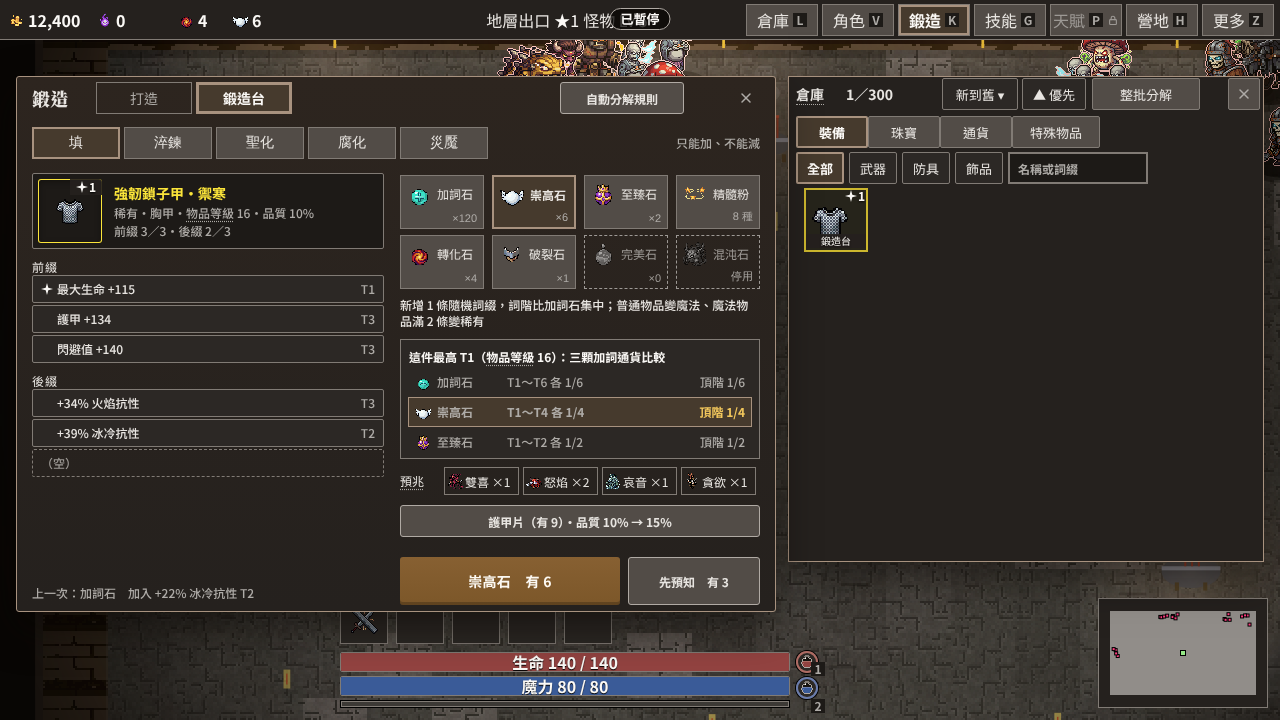 12,400 0 4 6 地層出口 ★1 怪物 已暫停 倉庫 L 角色 V 鍛造 K 技能 G 天賦 P 營地 H 更多 Z
鍛造 打造 鍛造台 自動分解規則 ×
填 淬鍊 聖化 腐化 災魘 只能加、不能減
1 強韌鎖子甲・禦寒
稀有・胸甲・物品等級 16・品質 10%
前綴 3／3・後綴 2／3
前綴
最大生命 +115 T1
護甲 +134 T3
閃避值 +140 T3
後綴
+34% 火焰抗性 T3
+39% 冰冷抗性 T2
（空）
上一次：加詞石 加入 +22% 冰冷抗性 T2
加詞石 ×120
崇高石 ×6
至臻石 ×2
精髓粉 8 種
轉化石 ×4
破裂石 ×1
完美石 ×0
混沌石 停用
新增 1 條隨機詞綴，詞階比加詞石集中；普通物品變魔法、魔法物
品滿 2 條變稀有
這件最高 T1（物品等級 16）：三顆加詞通貨比較
加詞石 T1～T6 各 1/6 頂階 1/6
崇高石 T1～T4 各 1/4 頂階 1/4
至臻石 T1～T2 各 1/2 頂階 1/2
預兆 雙喜 ×1 怒焰 ×2 哀音 ×1 貪欲 ×1
護甲片（有 9）・品質 10% → 15%
崇高石 有 6 先預知 有 3
倉庫 1／300 新到舊 ▾ ▲ 優先 整批分解 ×
裝備 珠寶 通貨 特殊物品
全部 武器 防具 飾品 名稱或詞綴
1
鍛造台
生命 140 / 140 1
魔力 80 / 80
2